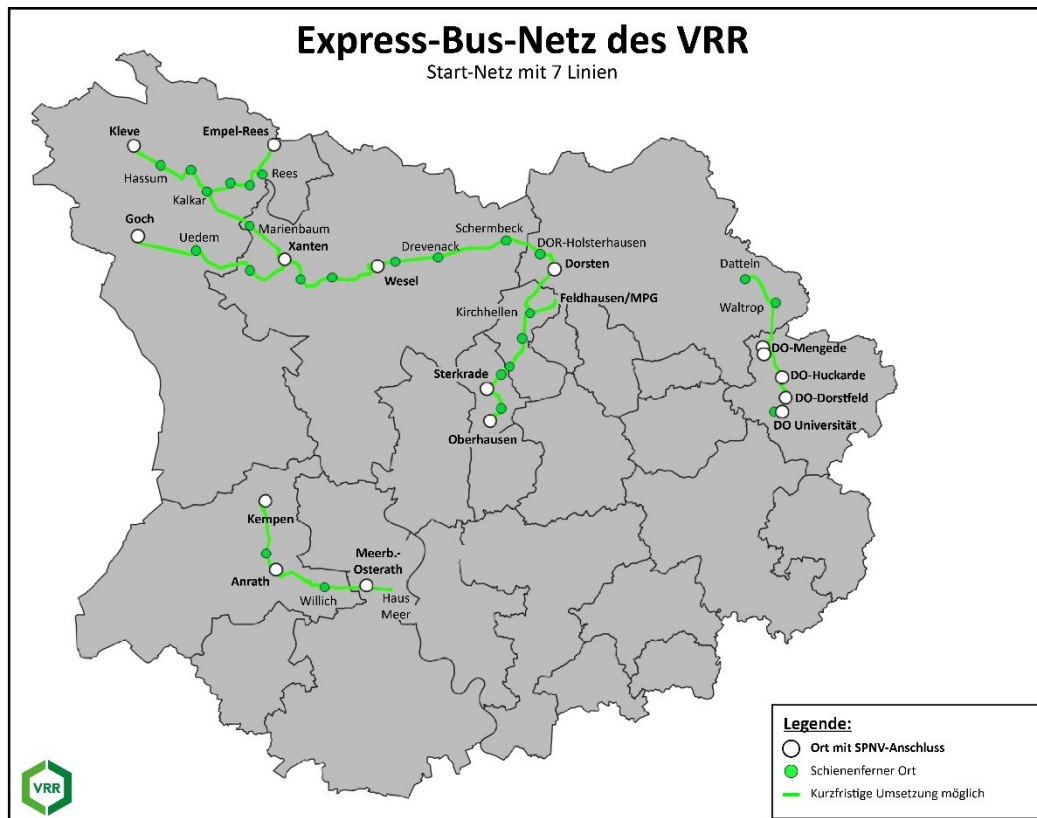 Express-Bus-Netz des VRR
Start-Netz mit 7 Linien
Kleve
Empel-Rees
Hassum
Rees
Kalkar
Goch
Uedem
Marienbaum
Xanten
Schermbeck
Drevenack
DOR-Holsterhausen
Wesel
Dorsten
Datteln
Feldhausen/MPG
Kirchhellen
Waltrop
DO-Mengede
Sterkrade
DO-Huckarde
DO-Dorstfeld
DO Universität
Oberhausen
Kempen
Meerb.-
Osterath
Anrath
Willich
Haus
Meer
Legende:
Ort mit SPNV-Anschluss
Schienenferner Ort
Kurzfristige Umsetzung möglich
VRR